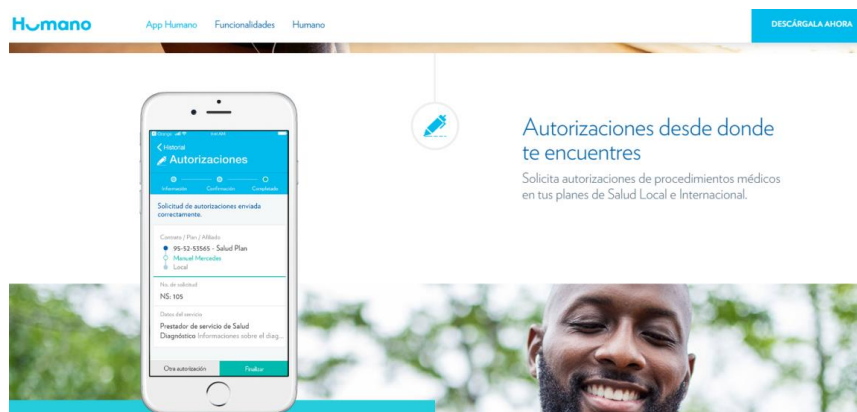 Humano
App Humano Funcionalidades Humano
DESCÁRGALA AHORA
Autorizaciones desde donde
te encuentres
Solicita autorizaciones de procedimientos médicos
en tus planes de Salud Local e Internacional.
Historial
Autorizaciones
Información Confirmación Completado
Solicitud de autorizaciones enviada
correctamente.
Contrato / Plan / Afiliado
95-52-53565 - Salud Plan
Manuel Mercedes
Local
No. de solicitud
NS: 105
Datos del servicio
Prestador de servicio de Salud
Diagnóstico Informaciones sobre el diag...
Otra autorización Finalizar